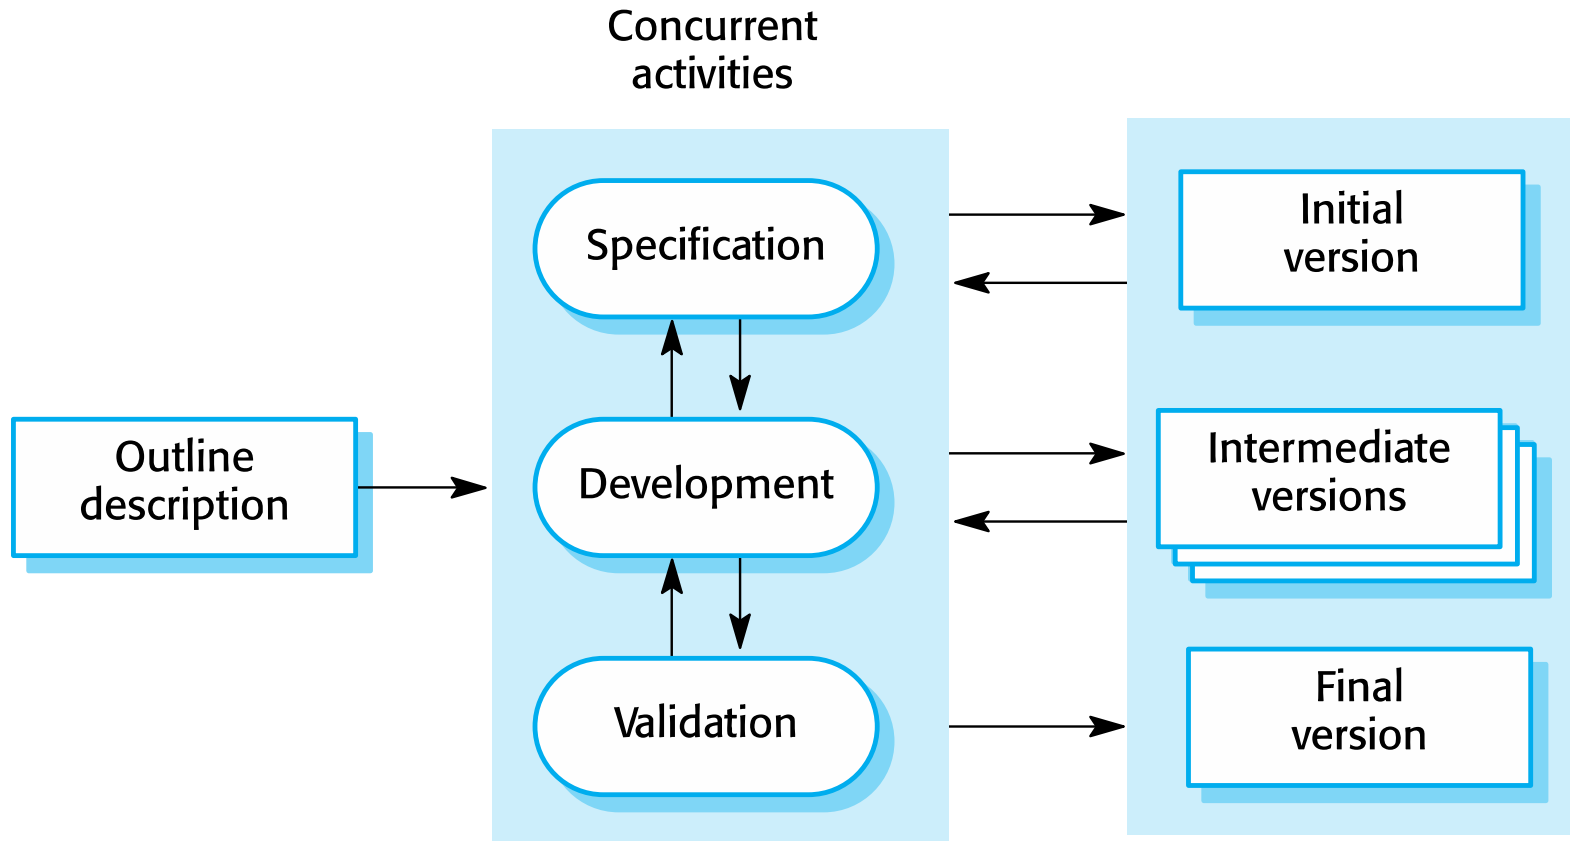 Concurrent
activities
Specification
Initial
version
Outline
description
Development
Intermediate
versions
Validation
Final
version